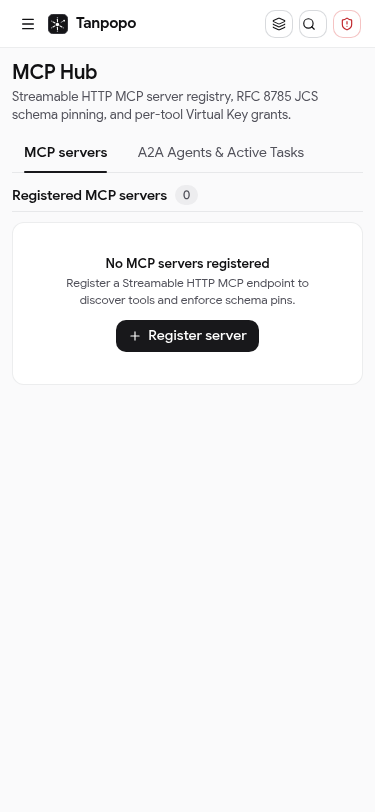 Tanpopo
MCP Hub
Streamable HTTP MCP server registry, RFC 8785 JCS
schema pinning, and per-tool Virtual Key grants.
MCP servers
A2A Agents & Active Tasks
Registered MCP servers 0
No MCP servers registered
Register a Streamable HTTP MCP endpoint to
discover tools and enforce schema pins.
Register server